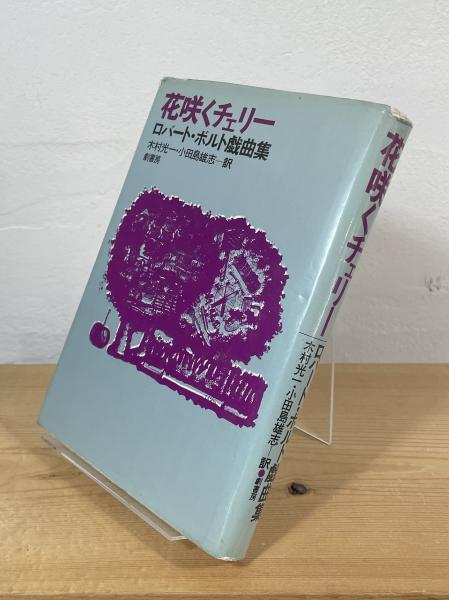 花咲くチェリー
ロバート・ボルト戯曲集
木村光一・小田島雄志―訳
劇書房
花咲くチェリー
ロバート・ボルト戯曲集
木村光一・小田島雄志―訳●劇書房